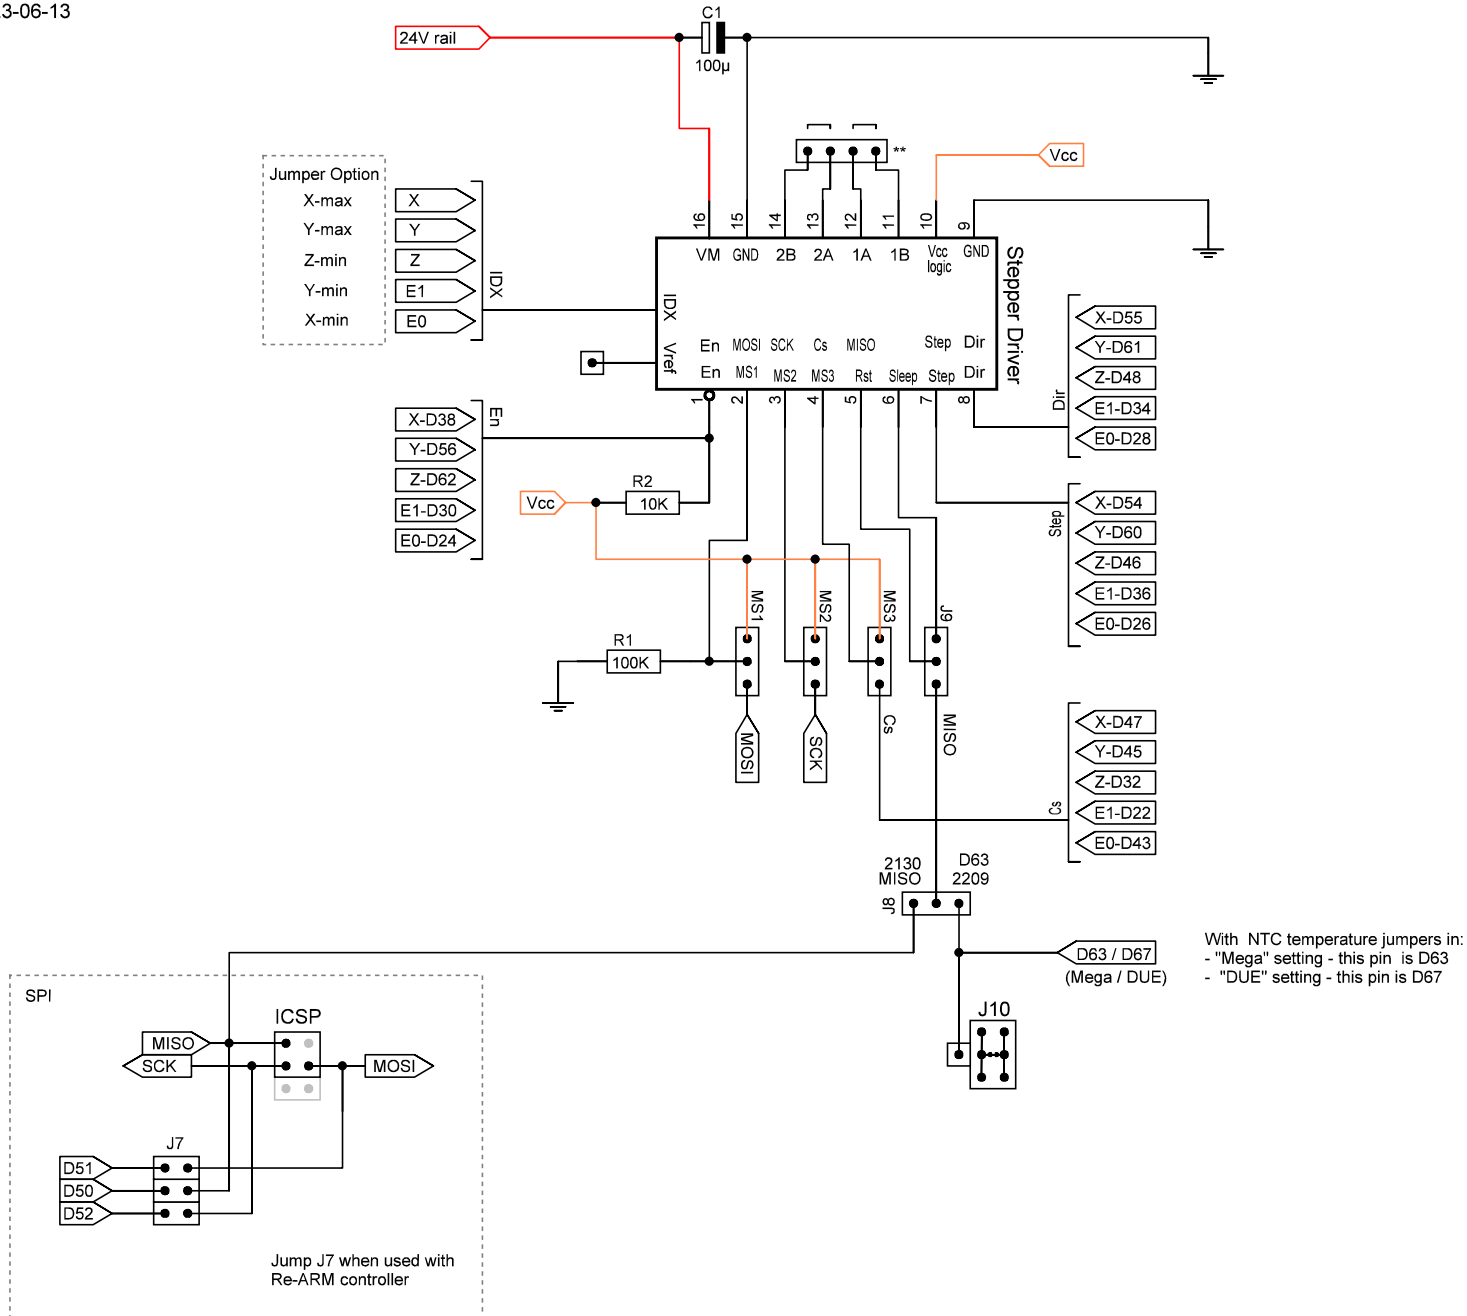 3-06-13
C1
24V rail
100µ
**
Vcc
Jumper Option
X-max
X
Y-max
Y
Z-min
Z
Y-min
E1
X-min
E0
IDX
16
15
14
13
12
11
10
9
VM
GND
2B
2A
1A
1B
Vcc
logic
GND
Stepper Driver
IDX
Vref
En
MOSI
SCK
Cs
MISO
Step
Dir
En
MS1
MS2
MS3
Rst
Sleep
Step
Dir
1
2
3
4
5
6
7
8
X-D55
Y-D61
Z-D48
E1-D34
E0-D28
Dir
X-D38
Y-D56
Z-D62
E1-D30
E0-D24
En
Vcc
R2
10K
X-D54
Y-D60
Z-D46
E1-D36
E0-D26
Step
MS1
MS2
MS3
J9
R1
100K
MOSI
SCK
Cs
MISO
X-D47
Y-D45
Z-D32
E1-D22
E0-D43
Cs
2130
MISO
D63
2209
J8
D63 / D67
(Mega / DUE)
With NTC temperature jumpers in:
- "Mega" setting - this pin is D63
- "DUE" setting - this pin is D67
J10
SPI
ICSP
MISO
SCK
MOSI
J7
D51
D50
D52
Jump J7 when used with
Re-ARM controller